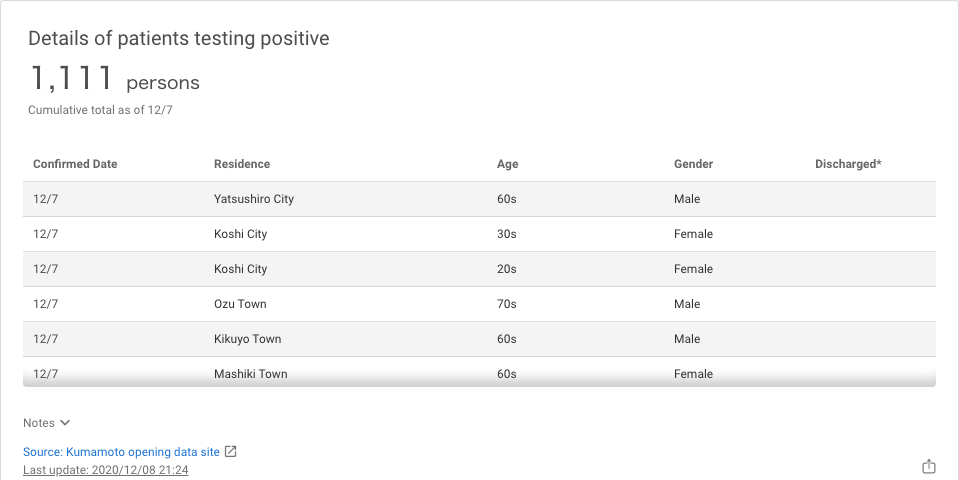 Details of patients testing positive
1,111 persons
Cumulative total as of 12/7
Confirmed Date Residence Age Gender Discharged*
12/7 Yatsushiro City 60s Male
12/7 Koshi City 30s Female
12/7 Koshi City 20s Female
12/7 Ozu Town 70s Male
12/7 Kikuyo Town 60s Male
12/7 Mashiki Town 60s Female
Notes
Source: Kumamoto opening data site
Last update: 2020/12/08 21:24